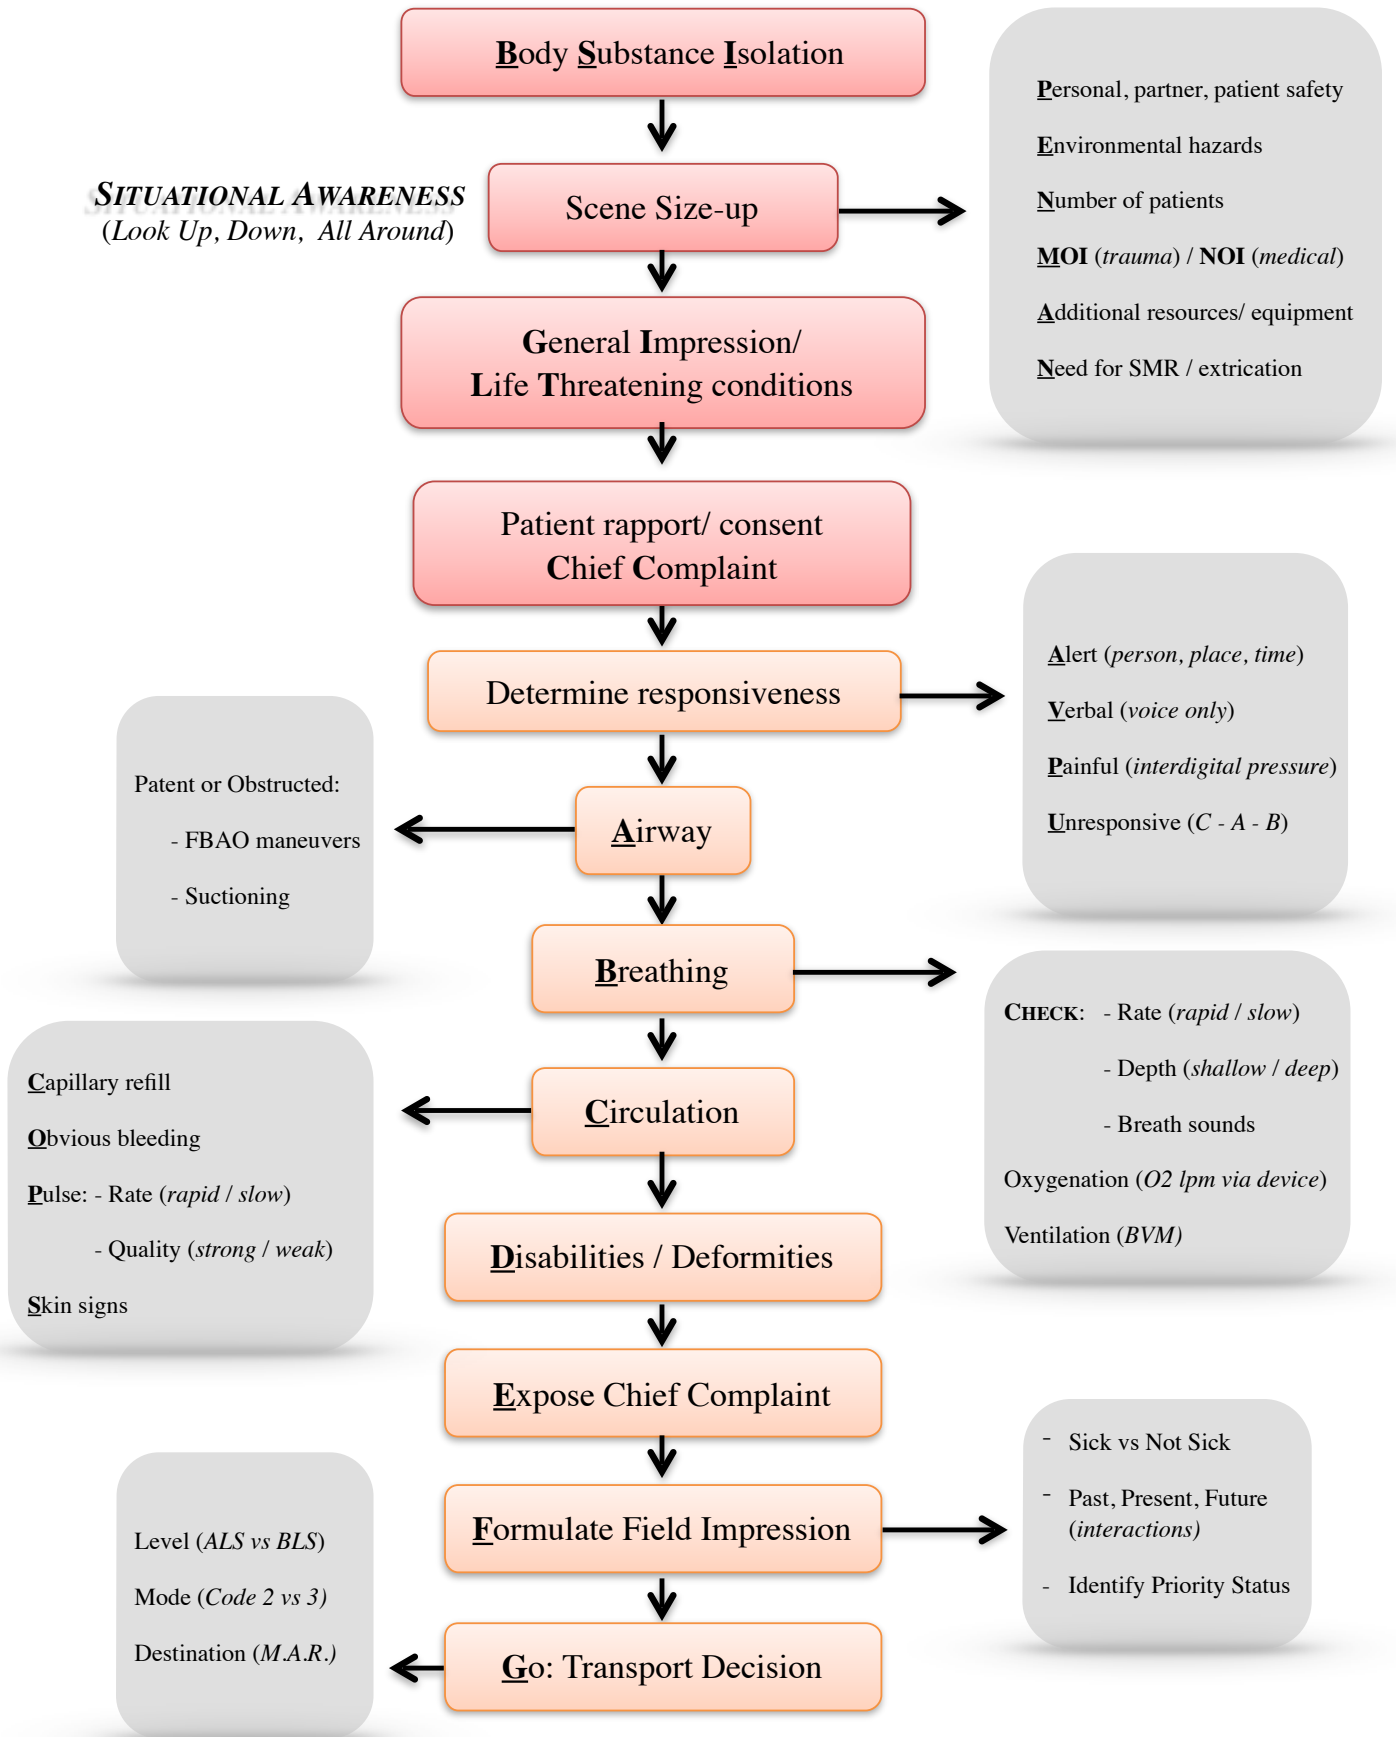 Body Substance Isolation
SITUATIONAL AWARENESS
(Look Up, Down, All Around)
Scene Size-up
Personal, partner, patient safety
Environmental hazards
Number of patients
MOI (trauma) / NOI (medical)
Additional resources/ equipment
Need for SMR / extrication
General Impression/
Life Threatening conditions
Patient rapport/ consent
Chief Complaint
Determine responsiveness
Alert (person, place, time)
Verbal (voice only)
Painful (interdigital pressure)
Unresponsive (C - A - B)
Airway
Patent or Obstructed:
- FBAO maneuvers
- Suctioning
Breathing
CHECK: - Rate (rapid / slow)
- Depth (shallow / deep)
- Breath sounds
Oxygenation (O2 lpm via device)
Ventilation (BVM)
Circulation
Capillary refill
Obvious bleeding
Pulse: - Rate (rapid / slow)
- Quality (strong / weak)
Skin signs
Disabilities / Deformities
Expose Chief Complaint
Formulate Field Impression
- Sick vs Not Sick
- Past, Present, Future
(interactions)
- Identify Priority Status
Go: Transport Decision
Level (ALS vs BLS)
Mode (Code 2 vs 3)
Destination (M.A.R.)